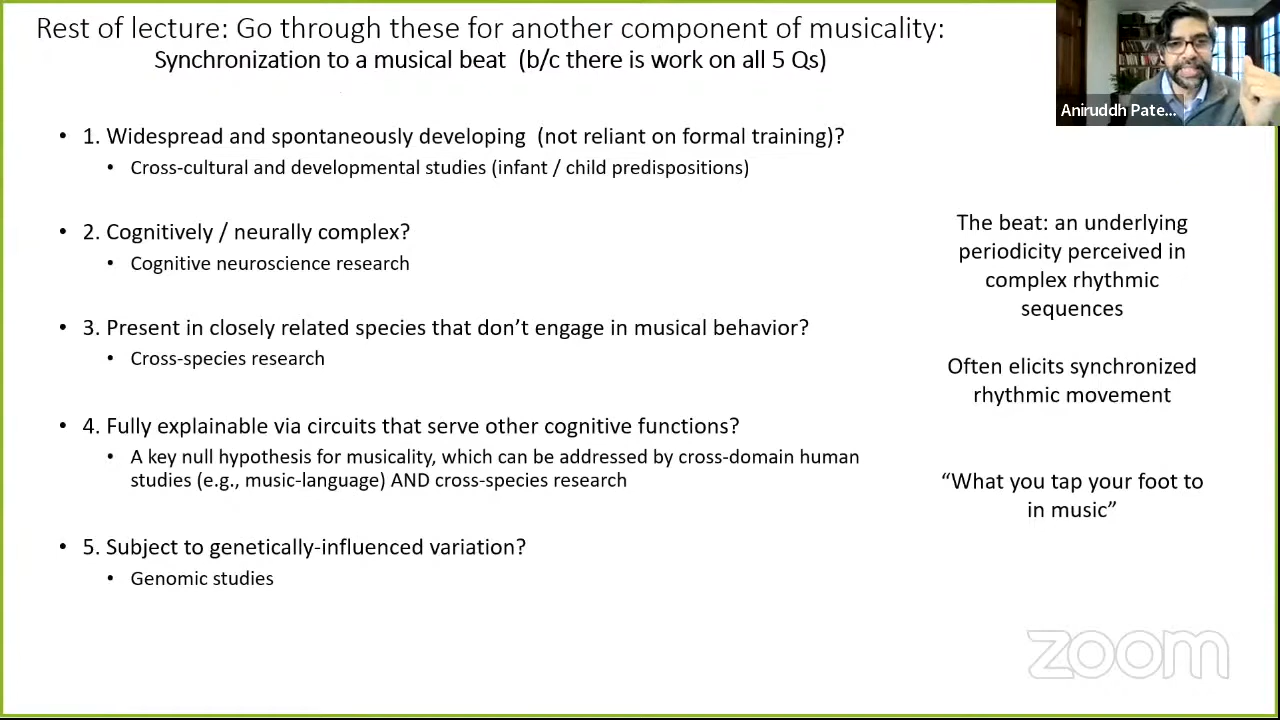 Rest of lecture: Go through these for another component of musicality:
Synchronization to a musical beat (b/c there is work on all 5 Qs)
Aniruddh Pate...
• 1. Widespread and spontaneously developing (not reliant on formal training)?
• Cross-cultural and developmental studies (infant / child predispositions)
• 2. Cognitively / neurally complex?
• Cognitive neuroscience research
• 3. Present in closely related species that don’t engage in musical behavior?
• Cross-species research
• 4. Fully explainable via circuits that serve other cognitive functions?
• A key null hypothesis for musicality, which can be addressed by cross-domain human
studies (e.g., music-language) AND cross-species research
• 5. Subject to genetically-influenced variation?
• Genomic studies
The beat: an underlying
periodicity perceived in
complex rhythmic
sequences
Often elicits synchronized
rhythmic movement
“What you tap your foot to
in music”
zoom